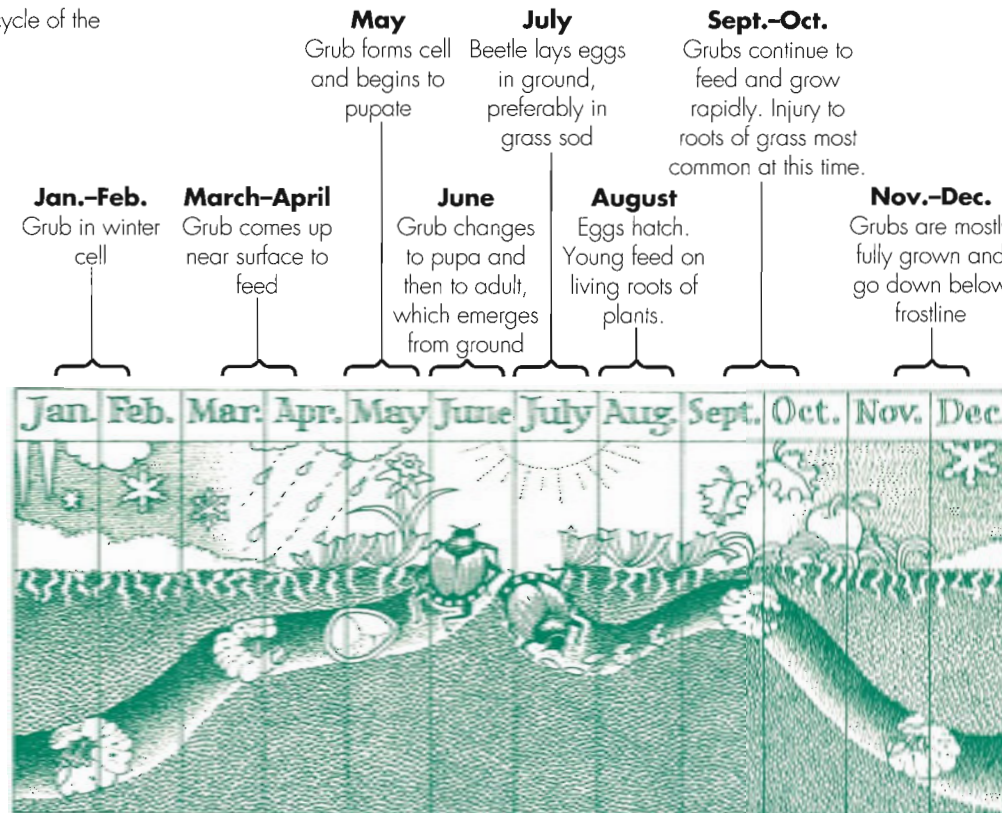 cycle of the
May
Grub forms cell
and begins to
pupate
July
Beetle lays eggs
in ground,
preferably in
grass sod
Sept.–Oct.
Grubs continue to
feed and grow
rapidly. Injury to
roots of grass most
common at this time.
Jan.–Feb.
Grub in winter
cell
March–April
Grub comes up
near surface to
feed
June
Grub changes
to pupa and
then to adult,
which emerges
from ground
August
Eggs hatch.
Young feed on
living roots of
plants.
Nov.–Dec.
Grubs are mostly
fully grown and
go down below
frostline
Jan. Feb. Mar. Apr. May June July Aug. Sept. Oct. Nov. Dec.